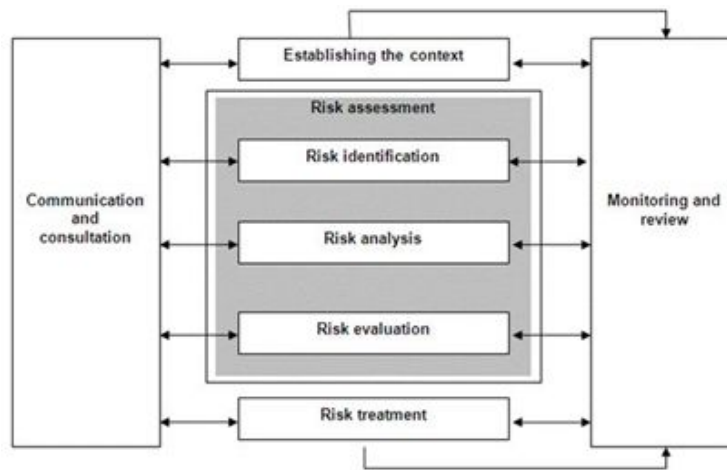 Establishing the context
Risk assessment
Risk identification
Communication
and
consultation
Monitoring and
review
Risk analysis
Risk evaluation
Risk treatment